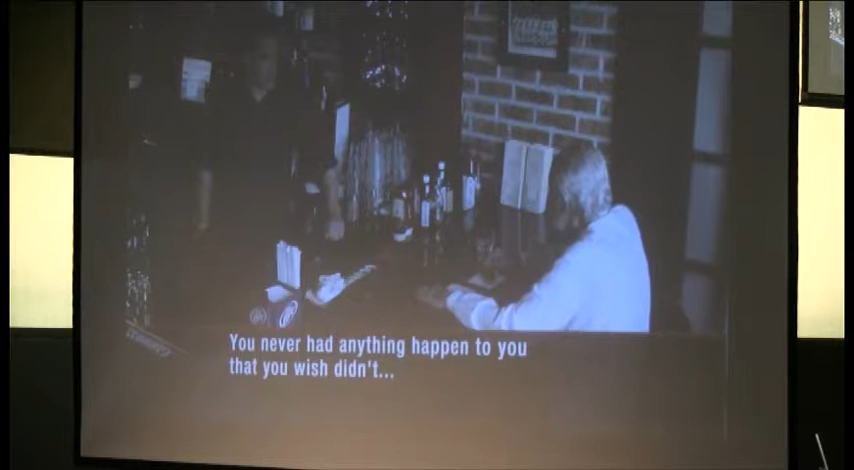 You never had anything happen to you
that you wish didn't...